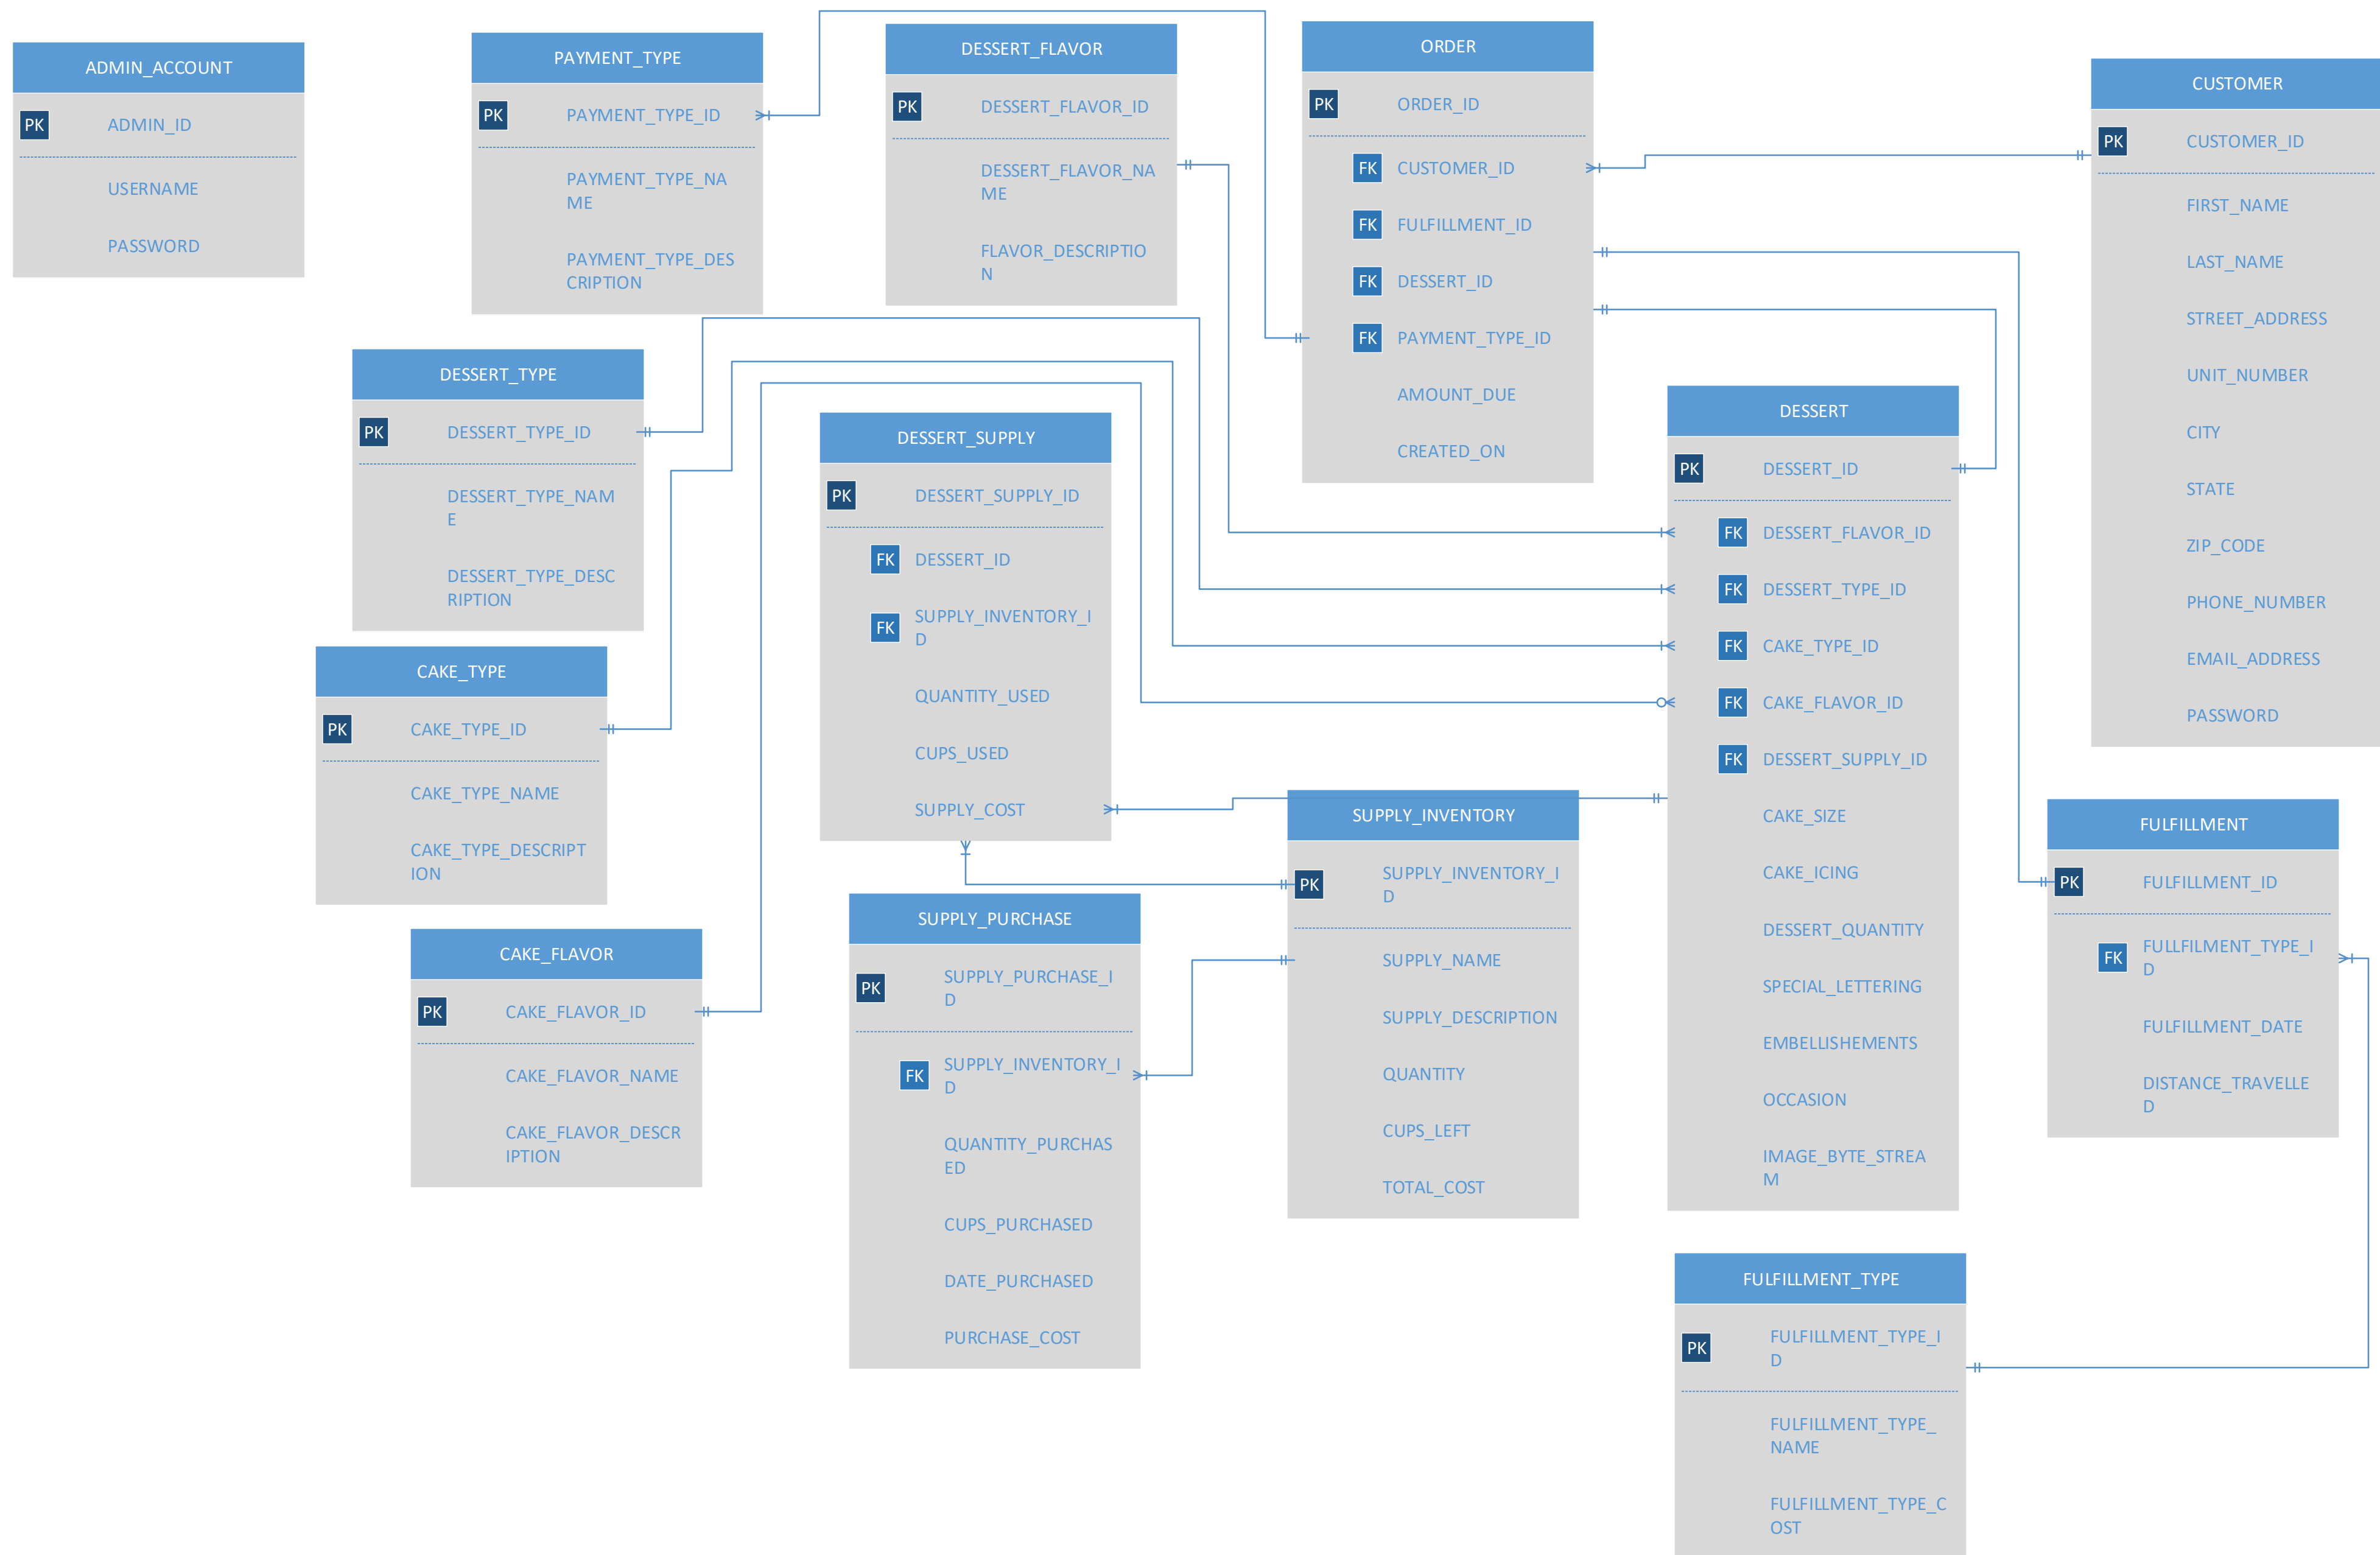 ADMIN_ACCOUNT
PK
ADMIN_ID
USERNAME
PASSWORD
PAYMENT_TYPE
PK
PAYMENT_TYPE_ID
PAYMENT_TYPE_NA
ME
PAYMENT_TYPE_DES
CRIPTION
DESSERT_FLAVOR
PK
DESSERT_FLAVOR_ID
DESSERT_FLAVOR_NA
ME
FLAVOR_DESCRIPTIO
N
ORDER
PK
ORDER_ID
FK
CUSTOMER_ID
FK
FULFILLMENT_ID
FK
DESSERT_ID
FK
PAYMENT_TYPE_ID
AMOUNT_DUE
CREATED_ON
CUSTOMER
PK
CUSTOMER_ID
FIRST_NAME
LAST_NAME
STREET_ADDRESS
UNIT_NUMBER
CITY
STATE
ZIP_CODE
PHONE_NUMBER
EMAIL_ADDRESS
PASSWORD
DESSERT_TYPE
PK
DESSERT_TYPE_ID
DESSERT_TYPE_NAM
E
DESSERT_TYPE_DESC
RIPTION
DESSERT_SUPPLY
PK
DESSERT_SUPPLY_ID
FK
DESSERT_ID
FK
SUPPLY_INVENTORY_I
D
QUANTITY_USED
CUPS_USED
SUPPLY_COST
DESSERT
PK
DESSERT_ID
FK
DESSERT_FLAVOR_ID
FK
DESSERT_TYPE_ID
FK
CAKE_TYPE_ID
FK
CAKE_FLAVOR_ID
FK
DESSERT_SUPPLY_ID
CAKE_SIZE
CAKE_ICING
DESSERT_QUANTITY
SPECIAL_LETTERING
EMBELLISHEMENTS
OCCASION
IMAGE_BYTE_STREA
M
CAKE_TYPE
PK
CAKE_TYPE_ID
CAKE_TYPE_NAME
CAKE_TYPE_DESCRIPT
ION
SUPPLY_INVENTORY
PK
SUPPLY_INVENTORY_I
D
SUPPLY_NAME
SUPPLY_DESCRIPTION
QUANTITY
CUPS_LEFT
TOTAL_COST
FULFILLMENT
PK
FULFILLMENT_ID
FK
FULLFILMENT_TYPE_I
D
FULFILLMENT_DATE
DISTANCE_TRAVELLE
D
SUPPLY_PURCHASE
PK
SUPPLY_PURCHASE_I
D
FK
SUPPLY_INVENTORY_I
D
QUANTITY_PURCHAS
ED
CUPS_PURCHASED
DATE_PURCHASED
PURCHASE_COST
CAKE_FLAVOR
PK
CAKE_FLAVOR_ID
CAKE_FLAVOR_NAME
CAKE_FLAVOR_DESCR
IPTION
FULFILLMENT_TYPE
PK
FULFILLMENT_TYPE_I
D
FULFILLMENT_TYPE_
NAME
FULFILLMENT_TYPE_C
OST